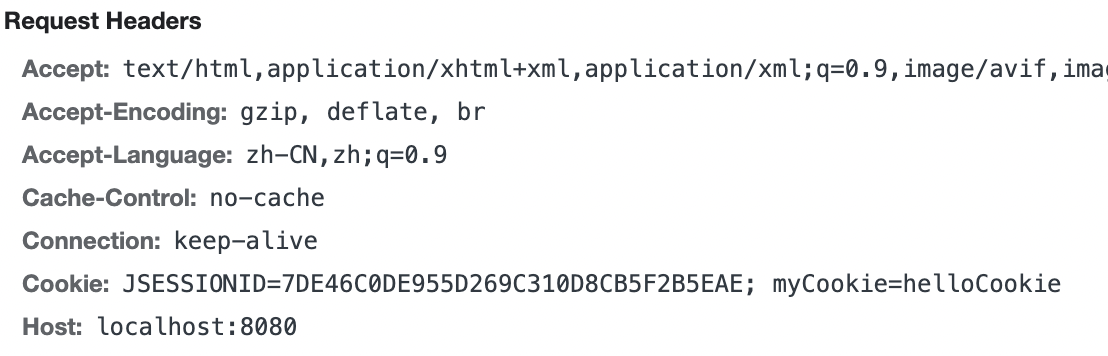 Request Headers
Accept: text/html,application/xhtml+xml,application/xml;q=0.9,image/avif,imag
Accept-Encoding: gzip, deflate, br
Accept-Language: zh-CN,zh;q=0.9
Cache-Control: no-cache
Connection: keep-alive
Cookie: JSESSIONID=7DE46C0DE955D269C310D8CB5F2B5EAE; myCookie=helloCookie
Host: localhost:8080